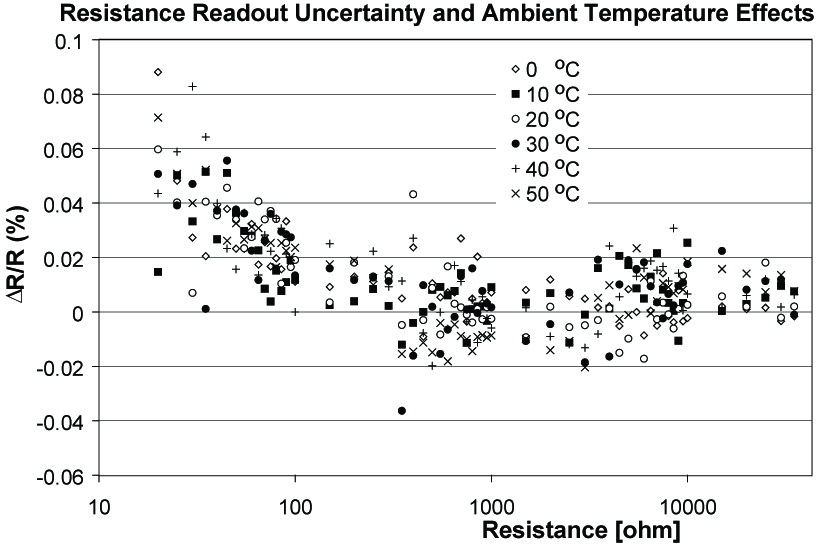 Resistance Readout Uncertainty and Ambient Temperature Effects
0.1
0.08
0.06
0.04
0.02
0
-0.02
-0.04
-0.06
ΔR/R (%)
0 ºC
10 ºC
20 ºC
30 ºC
40 ºC
50 ºC
10
100
1000
10000
Resistance [ohm]